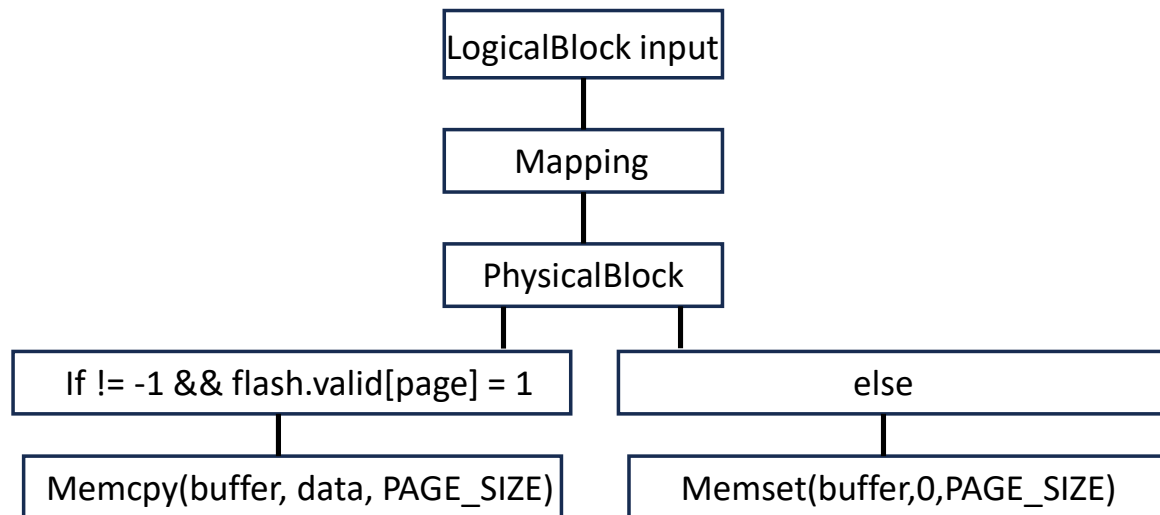 LogicalBlock input
Mapping
PhysicalBlock
If != -1 && flash.valid[page] = 1
else
Memcpy(buffer, data, PAGE_SIZE)
Memset(buffer,0,PAGE_SIZE)